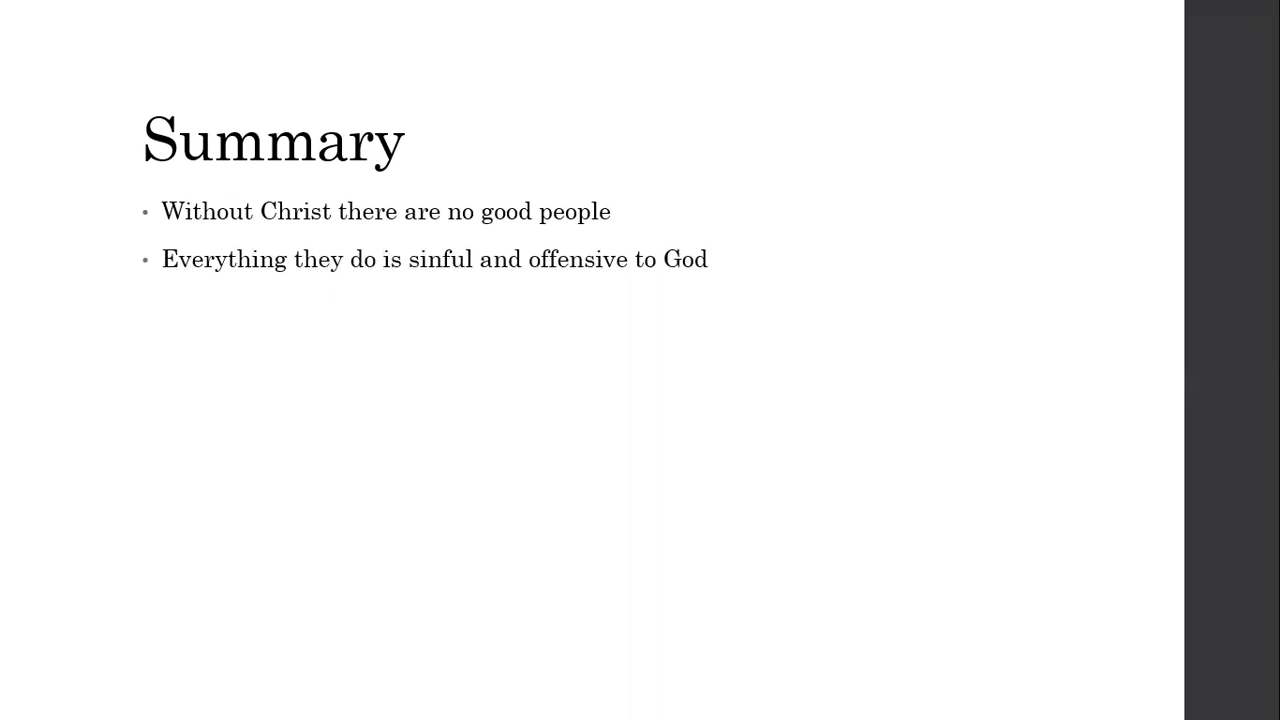 Summary
• Without Christ there are no good people
• Everything they do is sinful and offensive to God